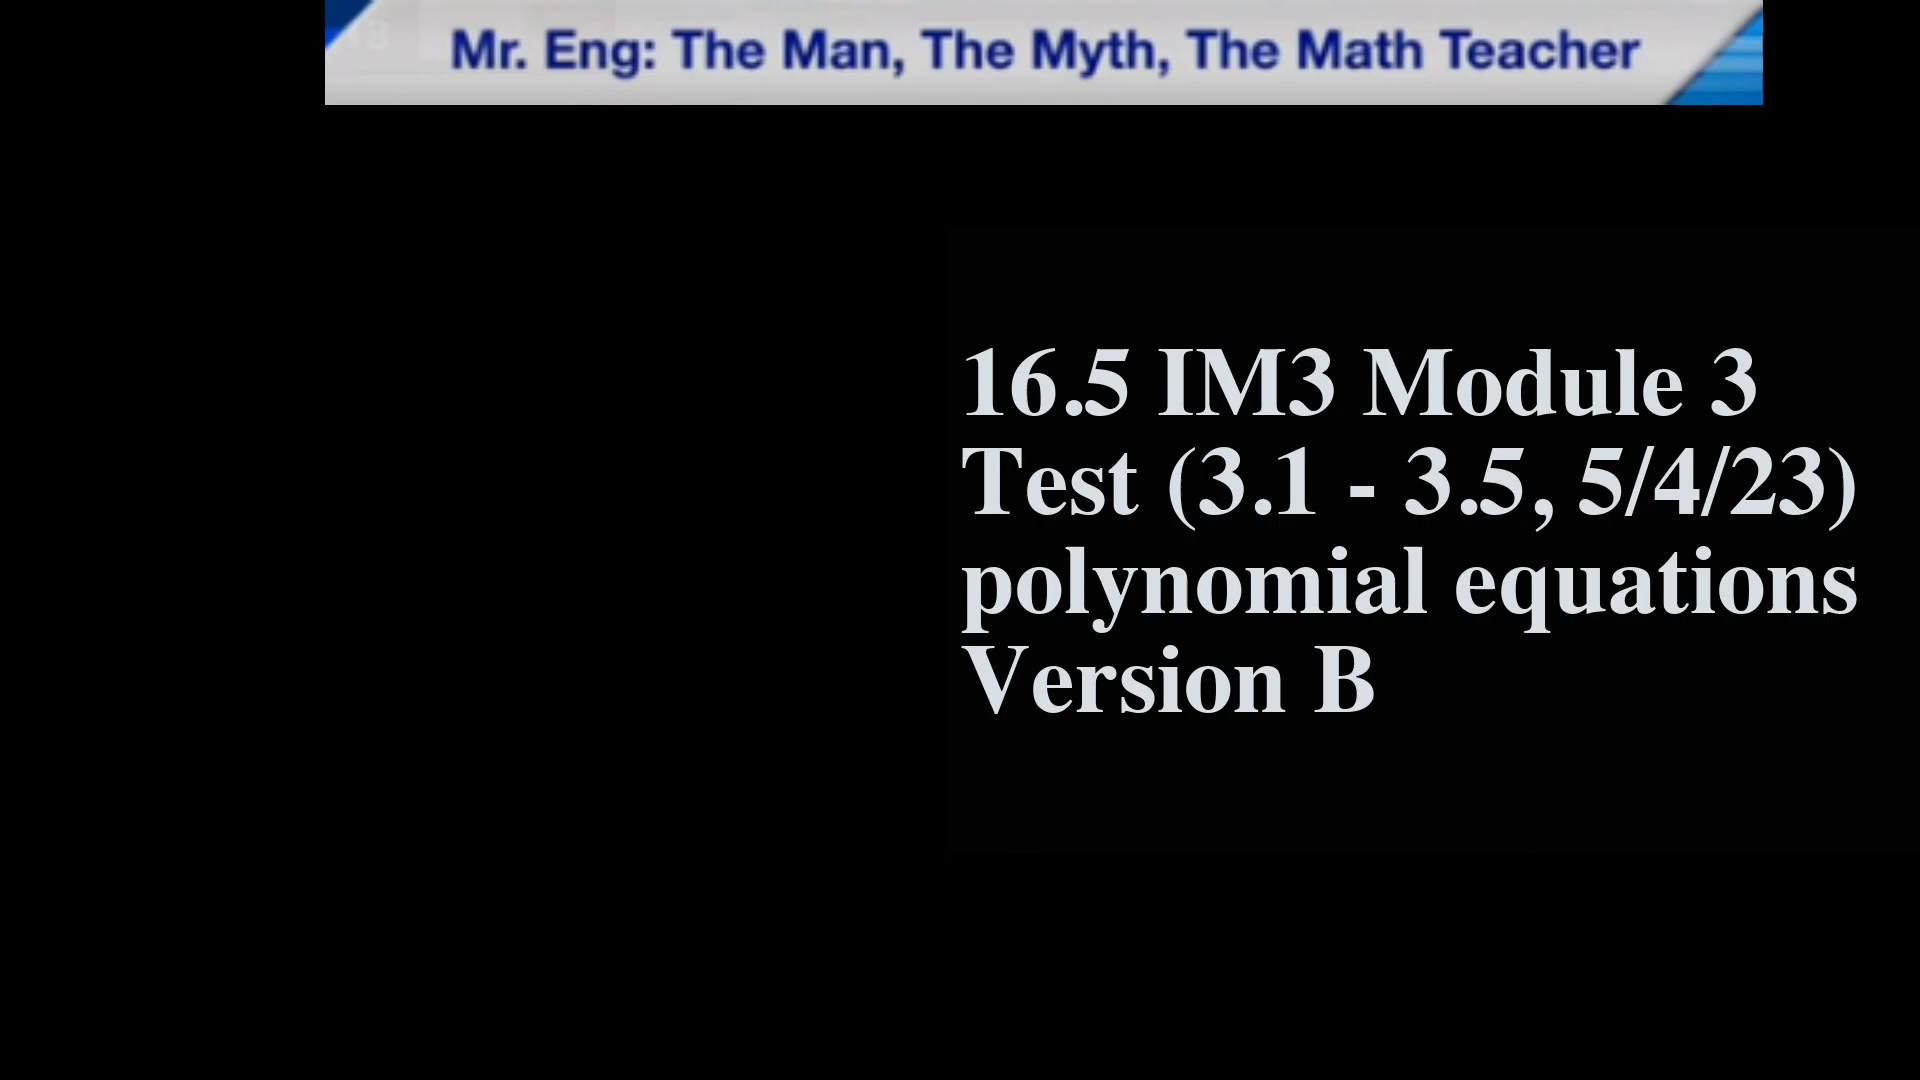 Mr. Eng: The Man, The Myth, The Math Teacher
16.5 IM3 Module 3
Test (3.1 - 3.5, 5/4/23)
polynomial equations
Version B